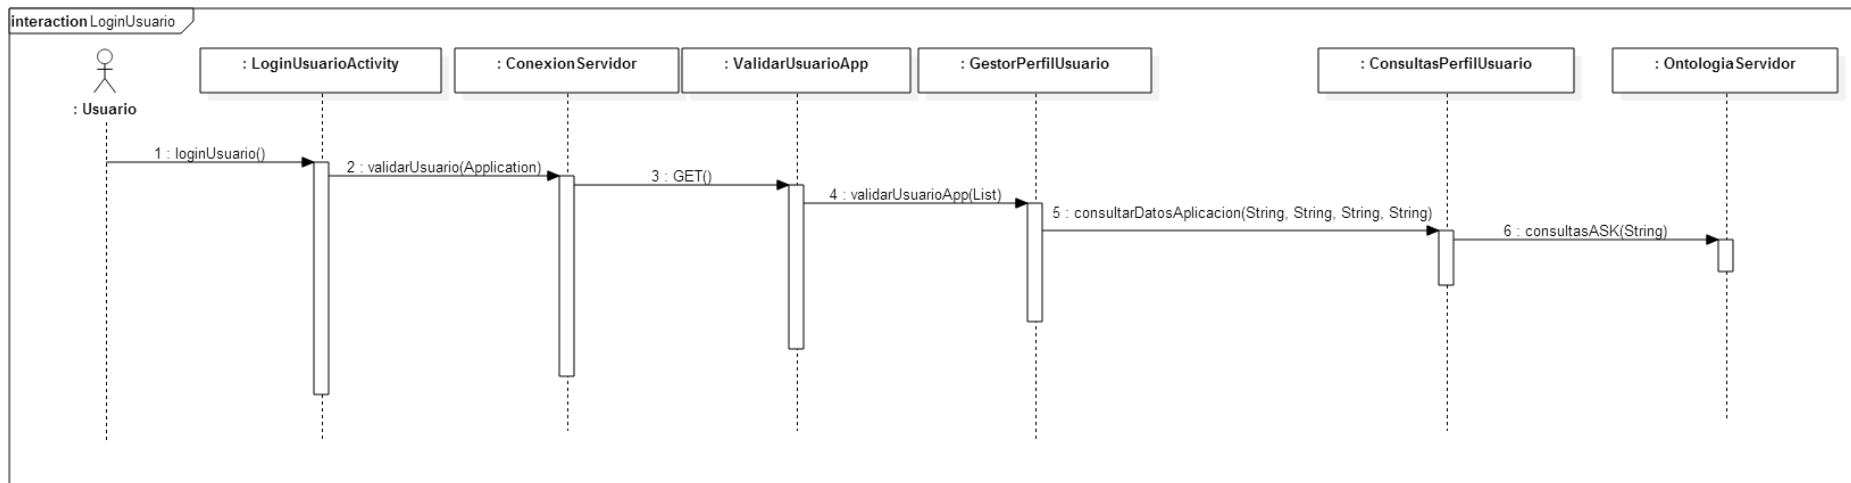 interaction LoginUsuario
: Usuario
: LoginUsuarioActivity
: ConexionServidor
: ValidarUsuarioApp
: GestorPerfilUsuario
: ConsultasPerfilUsuario
: OntologiaServidor
1 : loginUsuario()
2 : validarUsuario(Application)
3 : GET()
4 : validarUsuarioApp(List)
5 : consultarDatosAplicacion(String, String, String, String)
6 : consultasASK(String)